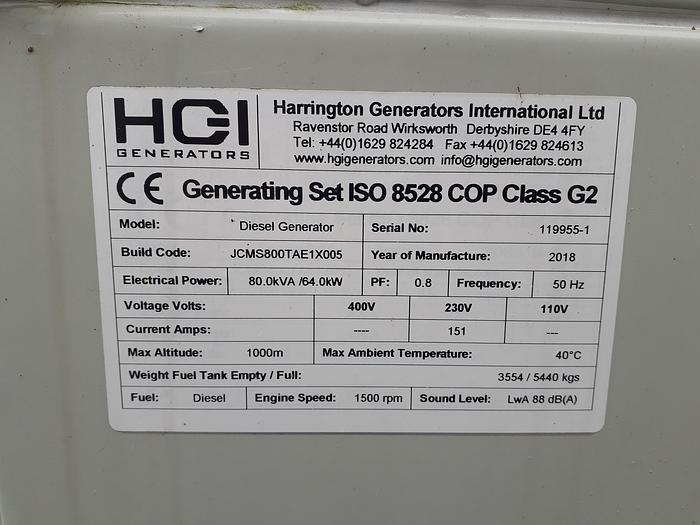 HGI
GENERATORS
Harrington Generators International Ltd
Ravenstor Road Wirksworth Derbyshire DE4 4FY
Tel: +44(0)1629 824284 Fax +44(0)1629 824613
www.hgigenerators.com info@hgigenerators.com
CE Generating Set ISO 8528 COP Class G2
Model: Diesel Generator Serial No: 119955-1
Build Code: JCMS800TAE1X005 Year of Manufacture: 2018
Electrical Power: 80.0kVA /64.0kW PF: 0.8 Frequency: 50 Hz
Voltage Volts: 400V 230V 110V
Current Amps: ---- 151 ---
Max Altitude: 1000m Max Ambient Temperature: 40°C
Weight Fuel Tank Empty / Full: 3554 / 5440 kgs
Fuel: Diesel Engine Speed: 1500 rpm Sound Level: LwA 88 dB(A)